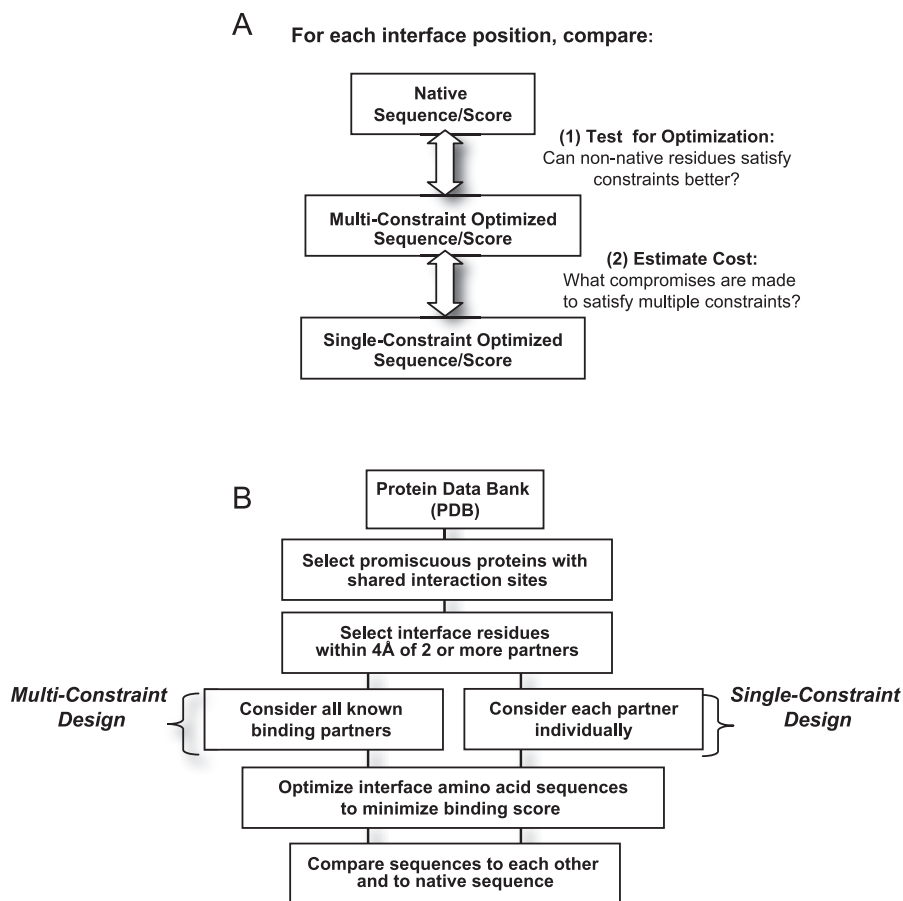 A
For each interface position, compare:
Native
Sequence/Score
(1) Test for Optimization:
Can non-native residues satisfy
constraints better?
Multi-Constraint Optimized
Sequence/Score
(2) Estimate Cost:
What compromises are made
to satisfy multiple constraints?
Single-Constraint Optimized
Sequence/Score
B
Protein Data Bank
(PDB)
Select promiscuous proteins with
shared interaction sites
Select interface residues
within 4Å of 2 or more partners
Multi-Constraint
Design
Consider all known
binding partners
Consider each partner
individually
Single-Constraint
Design
Optimize interface amino acid sequences
to minimize binding score
Compare sequences to each other
and to native sequence